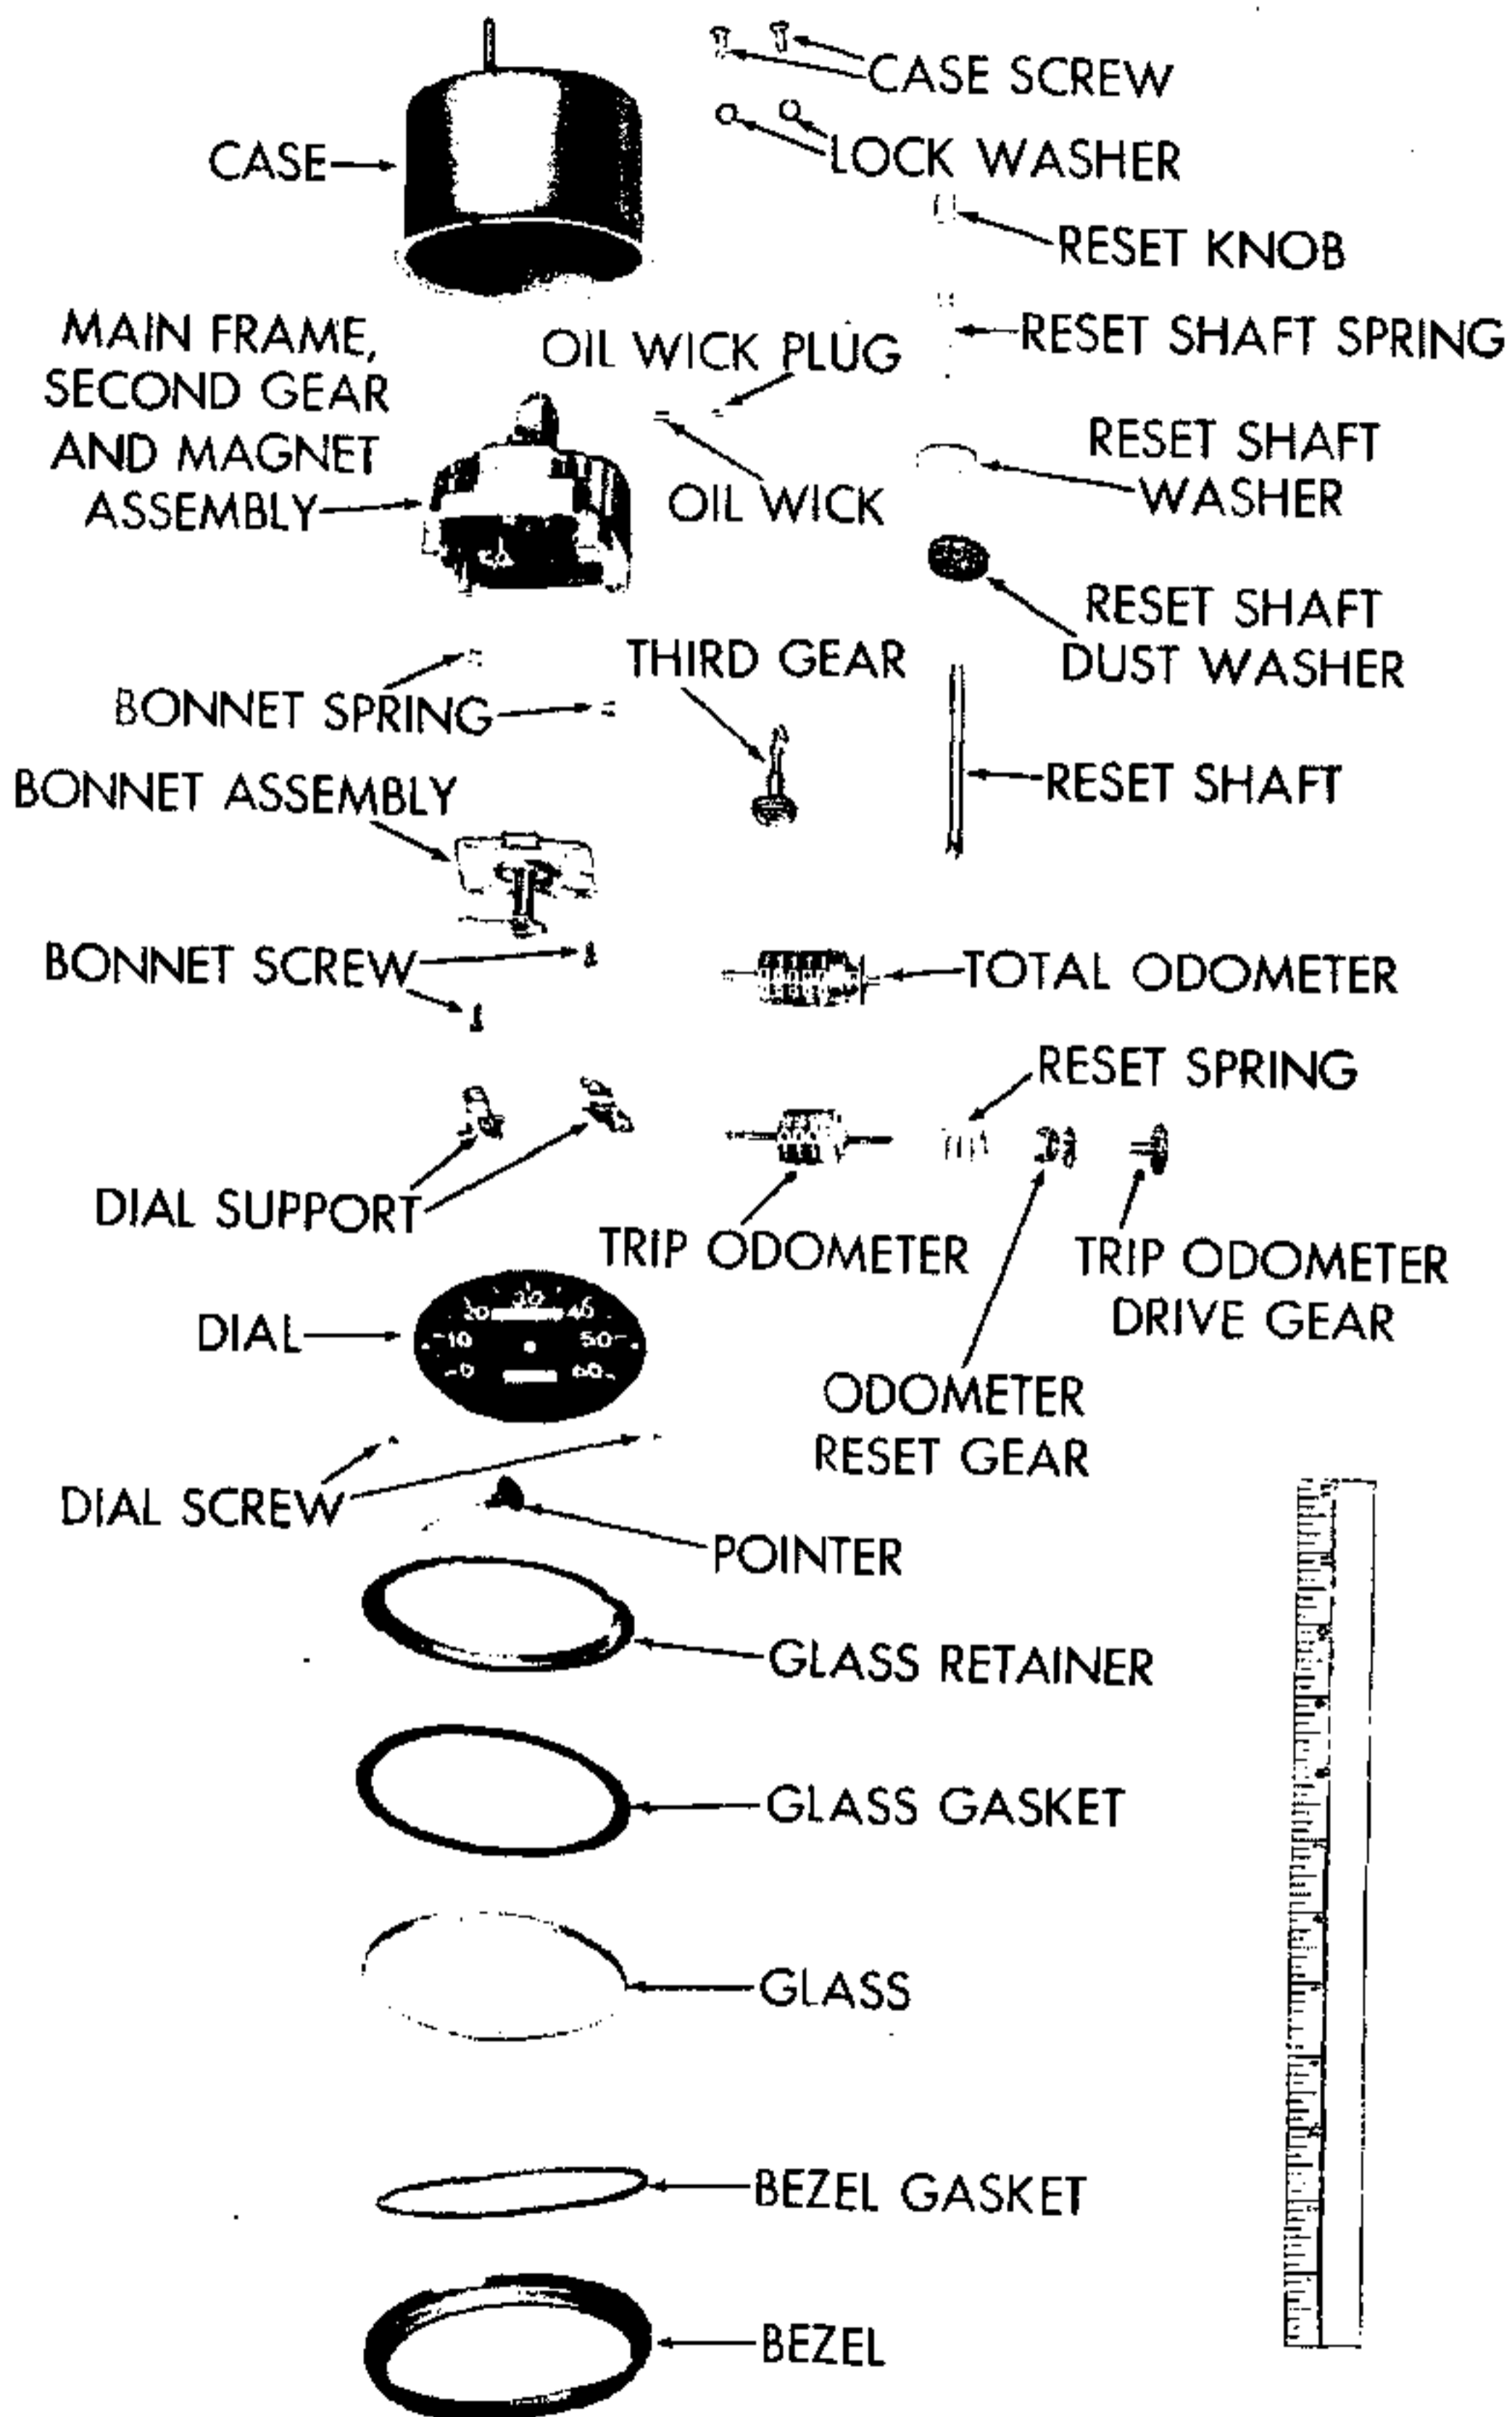 CASE SCREW
CASE
LOCK WASHER
RESET KNOB
MAIN FRAME,
SECOND GEAR
AND MAGNET
ASSEMBLY
OIL WICK PLUG
RESET SHAFT SPRING
OIL WICK
RESET SHAFT
WASHER
RESET SHAFT
DUST WASHER
BONNET SPRING
THIRD GEAR
BONNET ASSEMBLY
RESET SHAFT
BONNET SCREW
TOTAL ODOMETER
RESET SPRING
DIAL SUPPORT
TRIP ODOMETER
TRIP ODOMETER
DRIVE GEAR
DIAL
20 30 40
10 50
0 60
ODOMETER
RESET GEAR
DIAL SCREW
POINTER
GLASS RETAINER
GLASS GASKET
GLASS
BEZEL GASKET
BEZEL